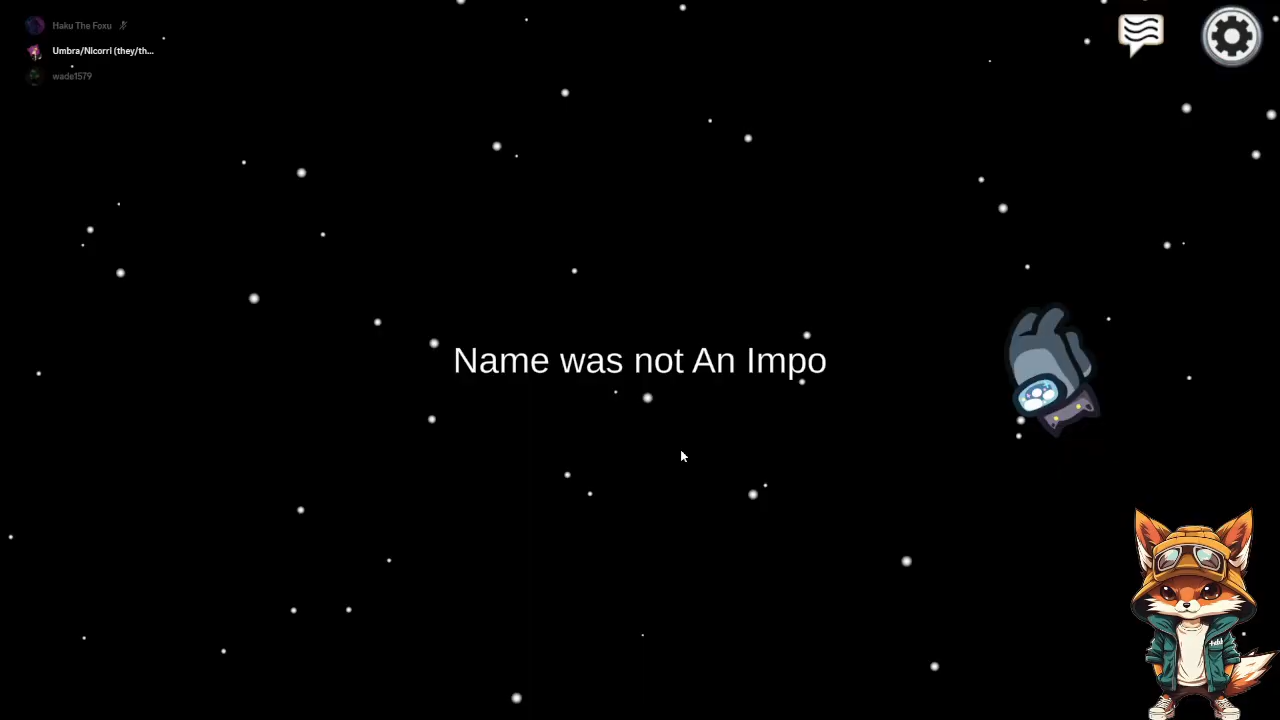 Haku The Foxu
Umbra/Nicorri (they/th...
wade1579
Name was not An Impo